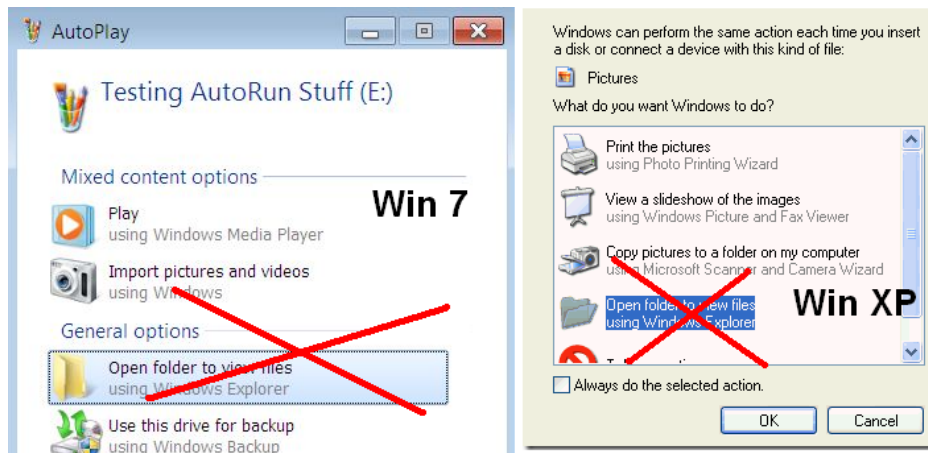 AutoPlay
Testing AutoRun Stuff (E:)
Mixed content options
Win 7
Play
using Windows Media Player
Import pictures and videos
using Windows
General options
Open folder to view files
using Windows Explorer
Use this drive for backup
using Windows Backup
Windows can perform the same action each time you insert
a disk or connect a device with this kind of file:
Pictures
What do you want Windows to do?
Print the pictures
using Photo Printing Wizard
View a slideshow of the images
using Windows Picture and Fax Viewer
Copy pictures to a folder on my computer
using Microsoft Scanner and Camera Wizard
Open folder to view files
using Windows Explorer
Win XP
Always do the selected action.
OK
Cancel